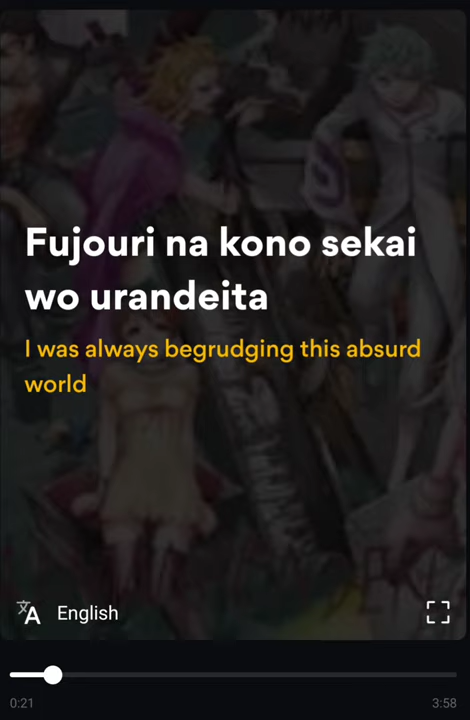 Fujouri na kono sekai
wo urandeita
I was always begrudging this absurd
world
English
0:21
3:58